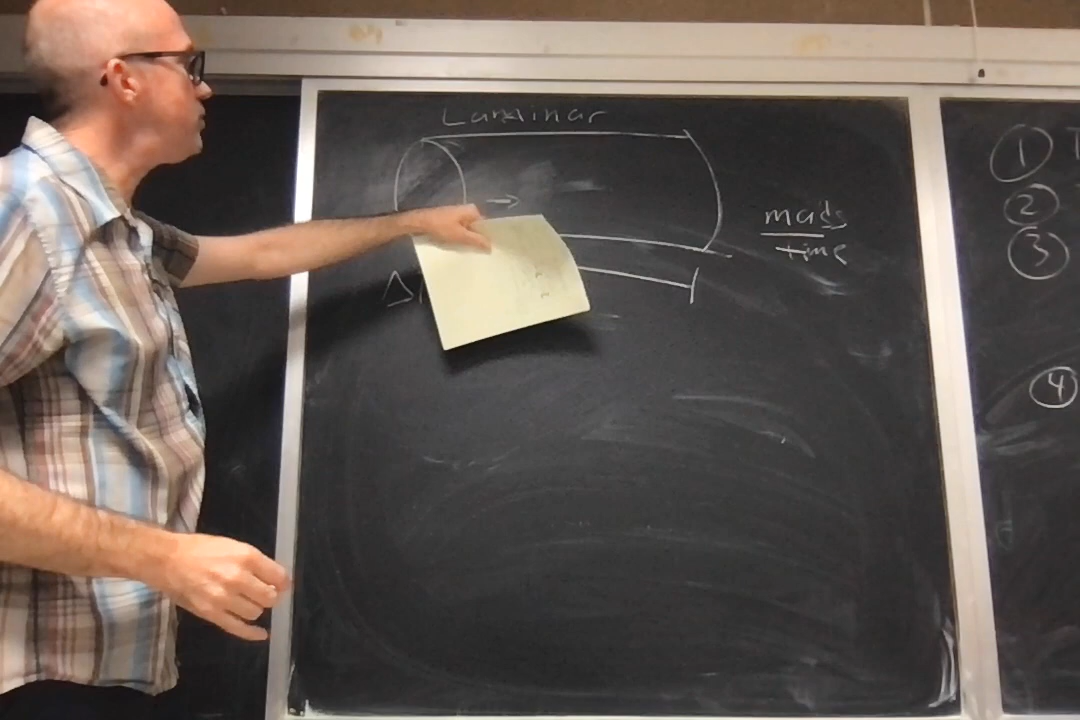 Laminar
→
mass
time
Δ
① T
②
③
④